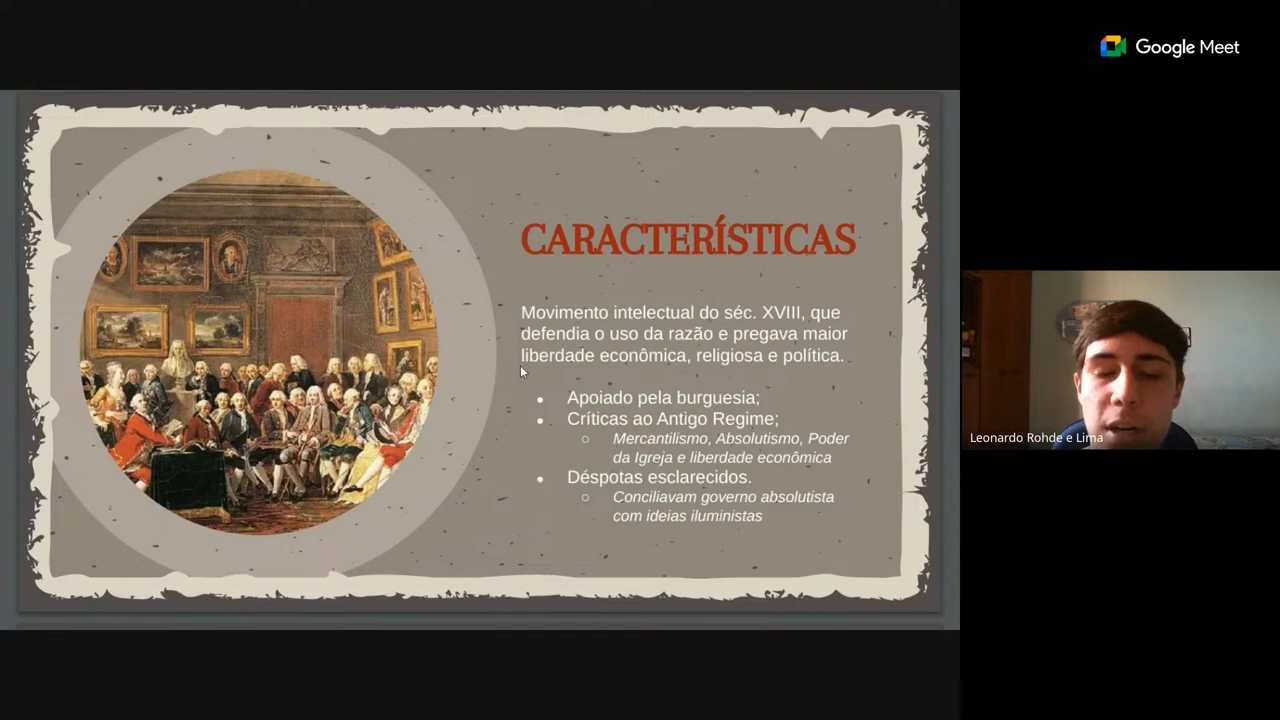 Google Meet
CARACTERÍSTICAS
Movimento intelectual do séc. XVIII, que
defendia o uso da razão e pregava maior
liberdade econômica, religiosa e política.
Apoiado pela burguesia;
Críticas ao Antigo Regime;
Mercantilismo, Absolutismo, Poder
da Igreja e liberdade econômica
Déspotas esclarecidos.
Conciliavam governo absolutista
com ideias iluministas
Leonardo Rohde e Lima